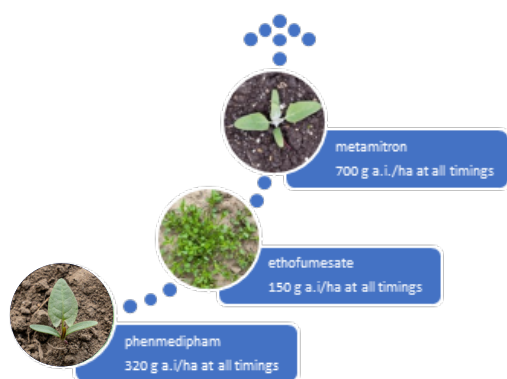 metamitron
700 g a.i./ha at all timings
ethofumesate
150 g a.i/ha at all timings
phenmedipham
320 g a.i/ha at all timings